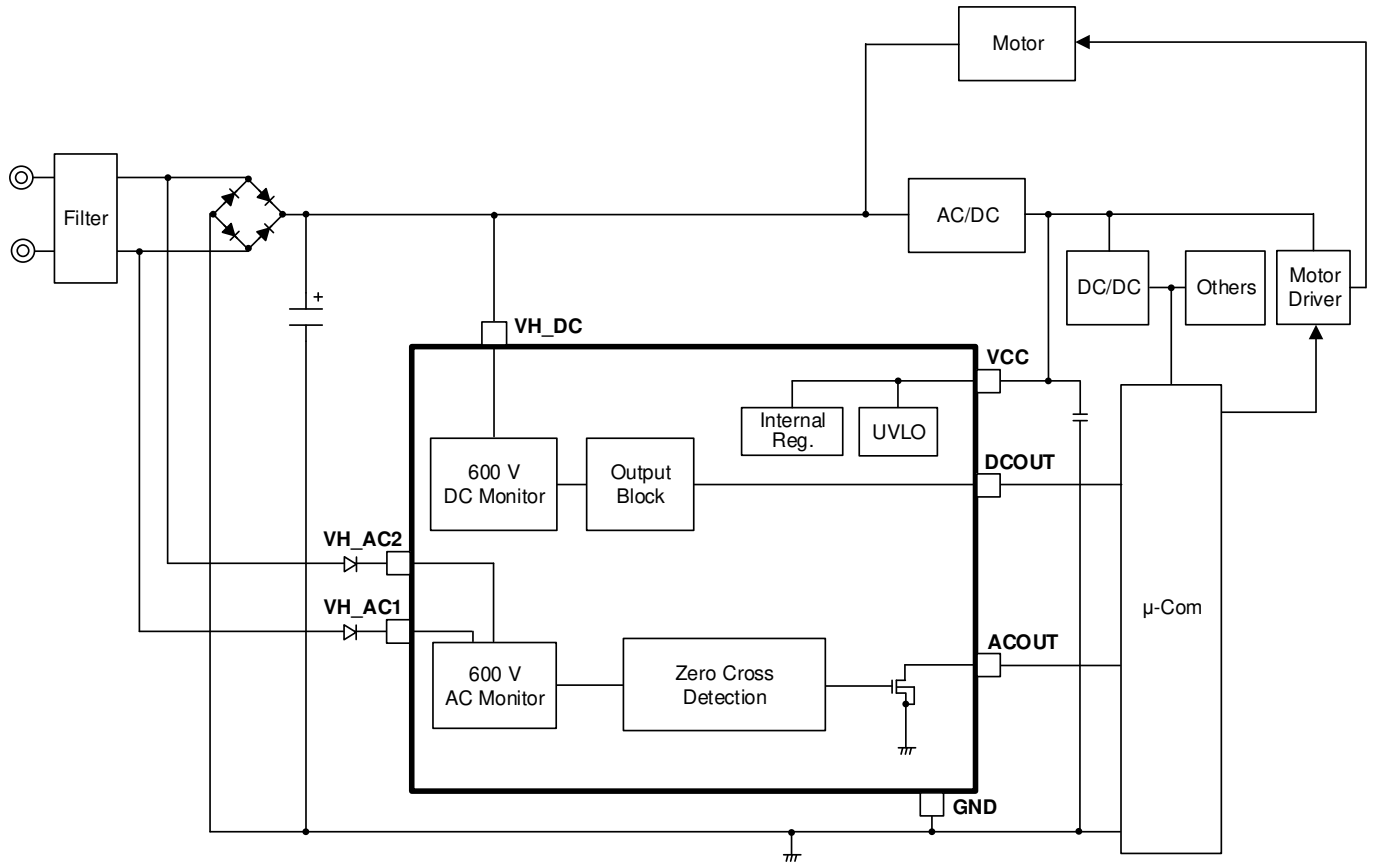 Motor
Filter
AC/DC
DC/DC
Others
Motor
Driver
+
VH_DC
VCC
Internal
Reg.
UVLO
600 V
DC Monitor
Output
Block
DCOUT
VH_AC2
VH_AC1
µ-Com
600 V
AC Monitor
Zero Cross
Detection
ACOUT
GND